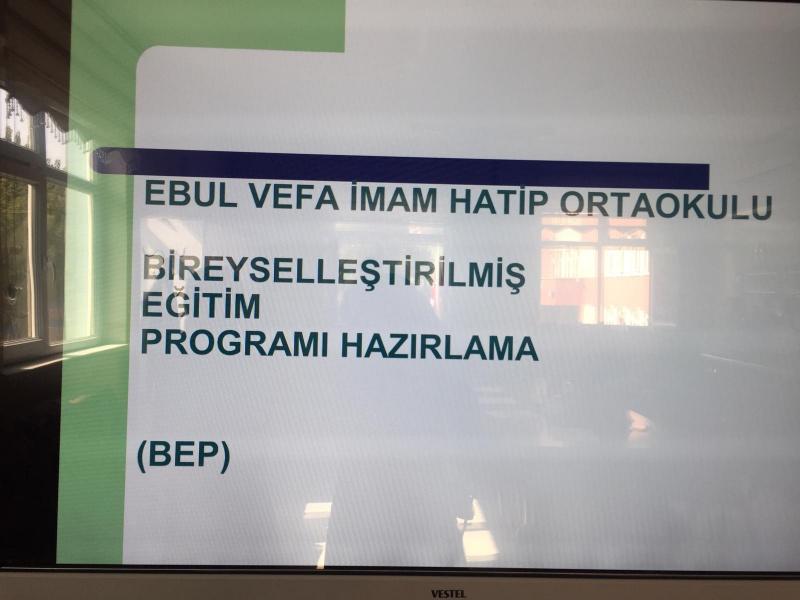 EBUL VEFA İMAM HATİP ORTAOKULU
BİREYSELLEŞTİRİLMİŞ
EĞİTİM
PROGRAMI HAZIRLAMA
(BEP)
VESTEL